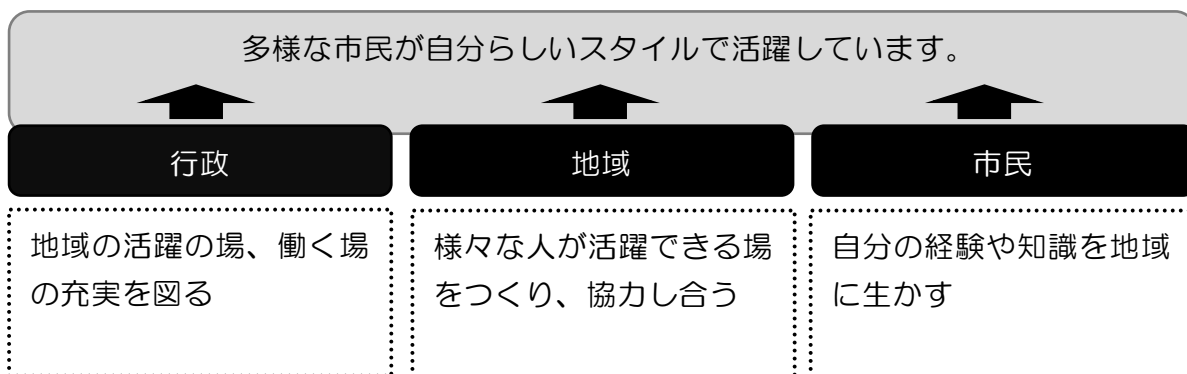 多様な市民が自分らしいスタイルで活躍しています。
行政
地域
市民
地域の活躍の場、働く場
の充実を図る
様々な人が活躍できる場
をつくり、協力し合う
自分の経験や知識を地域
に生かす